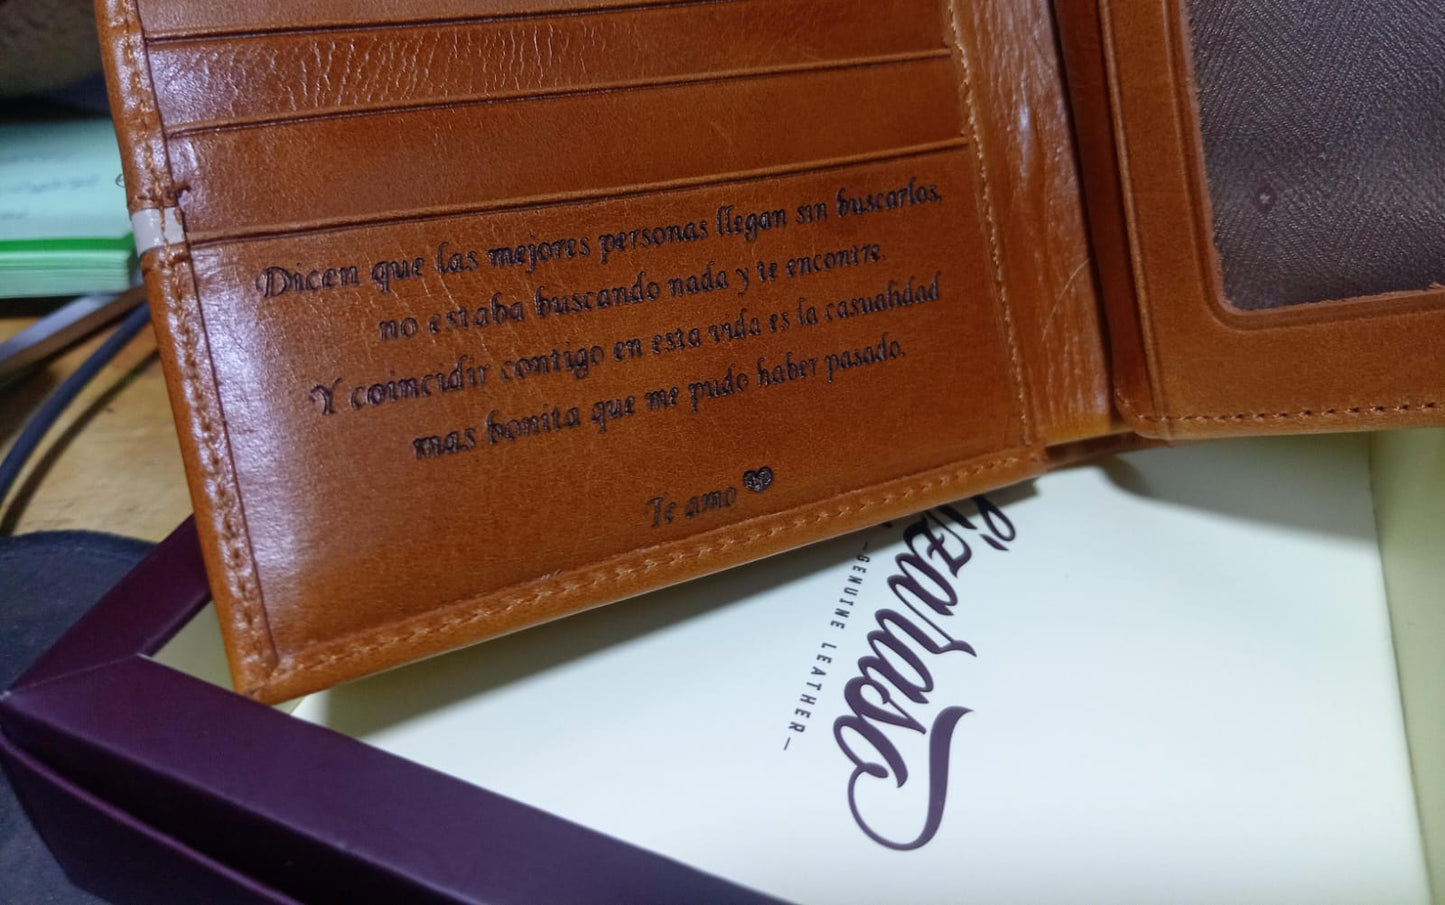 Dicen que las mejores personas llegan sin buscarlos,
no estaba buscando nada y te encontre.
Y coincidir contigo en esta vida es la casualidad
mas bonita que me pudo haber pasado.
Te amo
GENUINE LEATHER